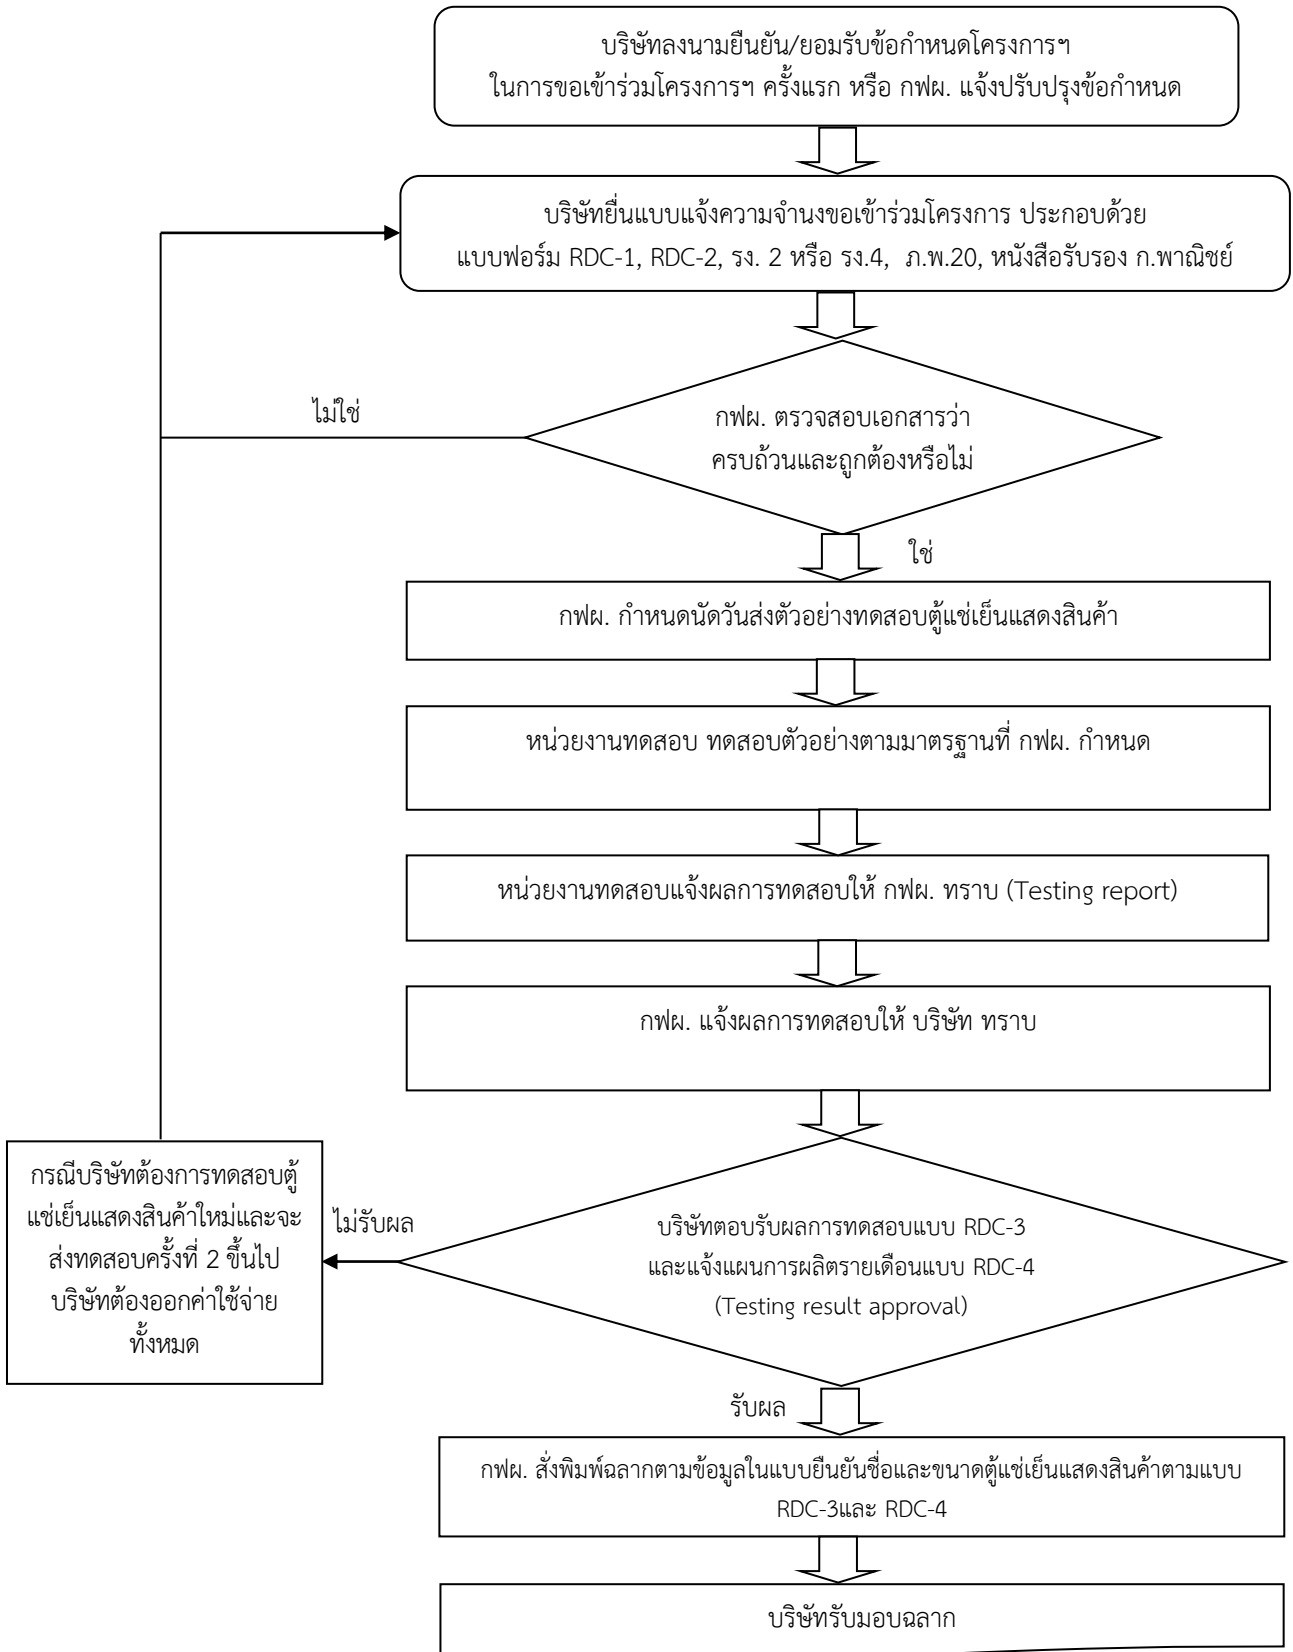 บริษัทลงนามยืนยัน/ยอมรับข้อกำหนดโครงการฯ
ในการขอเข้าร่วมโครงการฯ ครั้งแรก หรือ กฟผ. แจ้งปรับปรุงข้อกำหนด
บริษัทยื่นแบบแจ้งความจำนงขอเข้าร่วมโครงการ ประกอบด้วย
แบบฟอร์ม RDC-1, RDC-2, รง. 2 หรือ รง.4, ภ.พ.20, หนังสือรับรอง ก.พาณิชย์
ไม่ใช่
กฟผ. ตรวจสอบเอกสารว่า
ครบถ้วนและถูกต้องหรือไม่
ใช่
กฟผ. กำหนดนัดวันส่งตัวอย่างทดสอบตู้แช่เย็นแสดงสินค้า
หน่วยงานทดสอบ ทดสอบตัวอย่างตามมาตรฐานที่ กฟผ. กำหนด
หน่วยงานทดสอบแจ้งผลการทดสอบให้ กฟผ. ทราบ (Testing report)
กฟผ. แจ้งผลการทดสอบให้ บริษัท ทราบ
กรณีบริษัทต้องการทดสอบตู้
แช่เย็นแสดงสินค้าใหม่และจะ
ส่งทดสอบครั้งที่ 2 ขึ้นไป
บริษัทต้องออกค่าใช้จ่าย
ทั้งหมด
ไม่รับผล
บริษัทตอบรับผลการทดสอบแบบ RDC-3
และแจ้งแผนการผลิตรายเดือนแบบ RDC-4
(Testing result approval)
รับผล
กฟผ. สั่งพิมพ์ฉลากตามข้อมูลในแบบยืนยันชื่อและขนาดตู้แช่เย็นแสดงสินค้าตามแบบ
RDC-3และ RDC-4
บริษัทรับมอบฉลาก